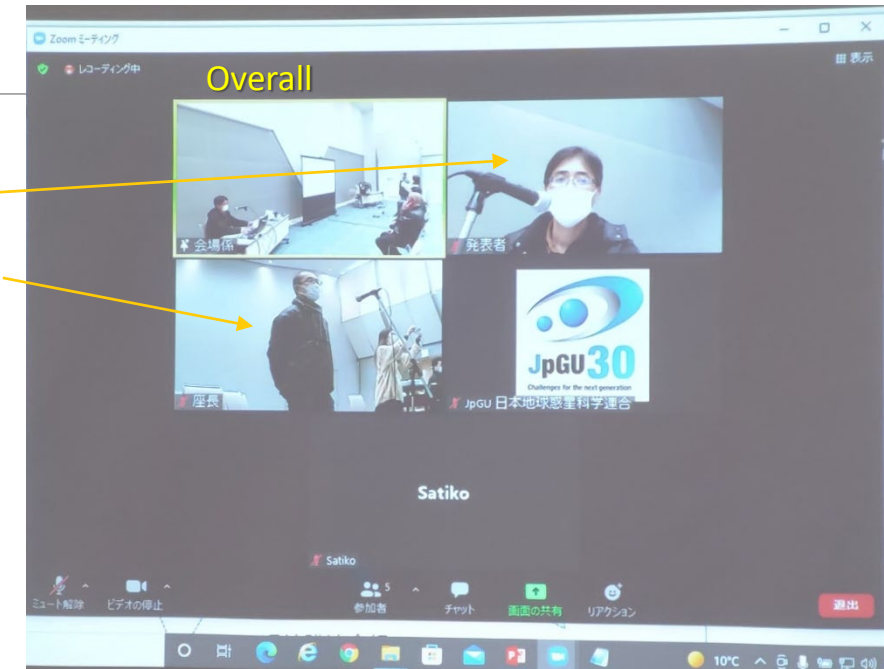 Zoom ミーティング
レコーディング中
表示
Overall
会場係
発表者
座長
JpGU 30
Challenges for the next generation
JpGU 日本地球惑星科学連合
Satiko
Satiko
ミュート解除
ビデオの停止
5
参加者
チャット
画面の共有
リアクション
退出
10°C